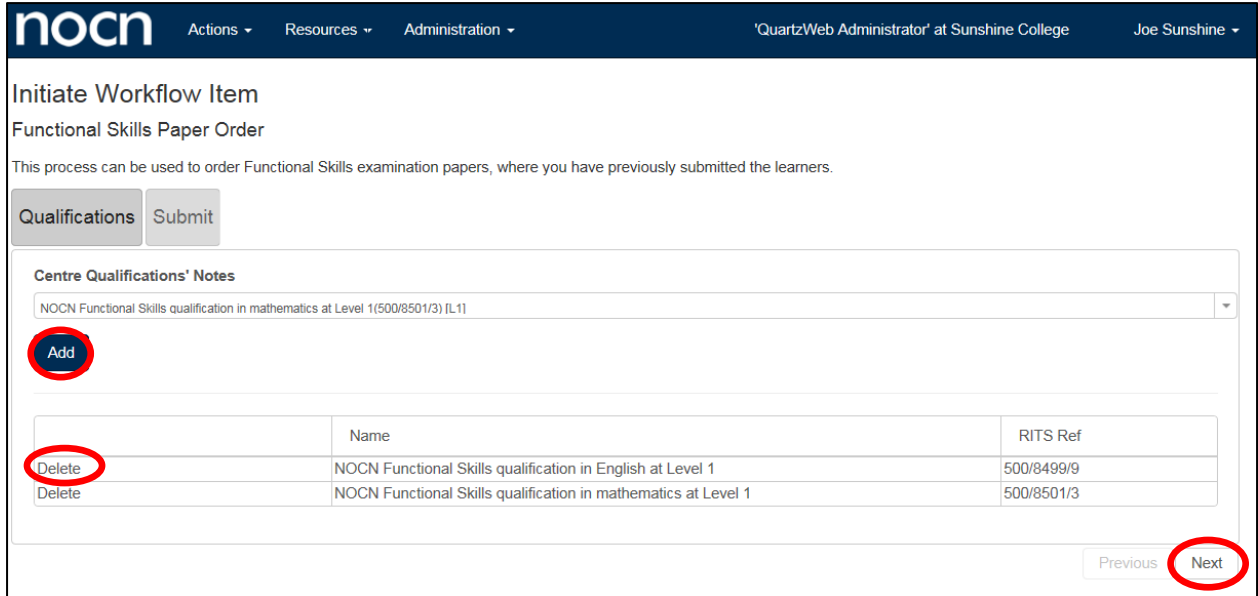 nocn Actions Resources Administration 'QuartzWeb Administrator' at Sunshine College Joe Sunshine
Initiate Workflow Item
Functional Skills Paper Order
This process can be used to order Functional Skills examination papers, where you have previously submitted the learners.
Qualifications Submit
Centre Qualifications' Notes
NOCN Functional Skills qualification in mathematics at Level 1(500/8501/3) [L1]
Add
Name RITS Ref
Delete NOCN Functional Skills qualification in English at Level 1 500/8499/9
Delete NOCN Functional Skills qualification in mathematics at Level 1 500/8501/3
Previous Next